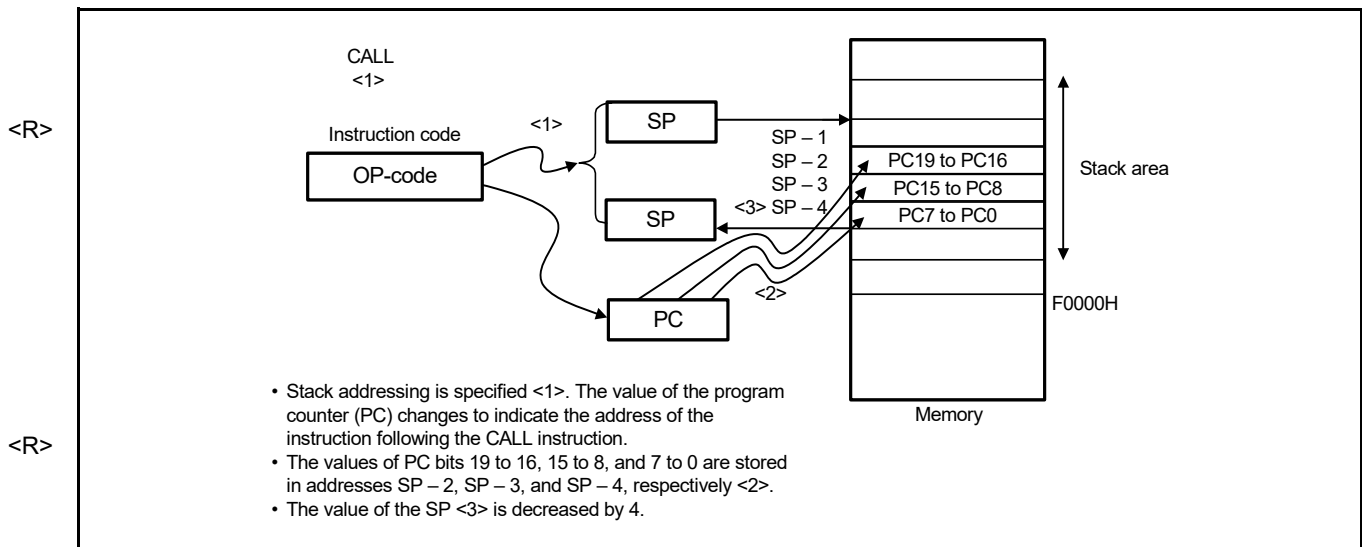 CALL
<1>
<R>
<1>
SP
Instruction code
SP – 1
OP-code
SP – 2
PC19 to PC16
Stack area
SP – 3
PC15 to PC8
SP
<3> SP – 4
PC7 to PC0
<2>
F0000H
PC
• Stack addressing is specified <1>. The value of the program
counter (PC) changes to indicate the address of the
Memory
<R>
instruction following the CALL instruction.
• The values of PC bits 19 to 16, 15 to 8, and 7 to 0 are stored
in addresses SP – 2, SP – 3, and SP – 4, respectively <2>.
• The value of the SP <3> is decreased by 4.